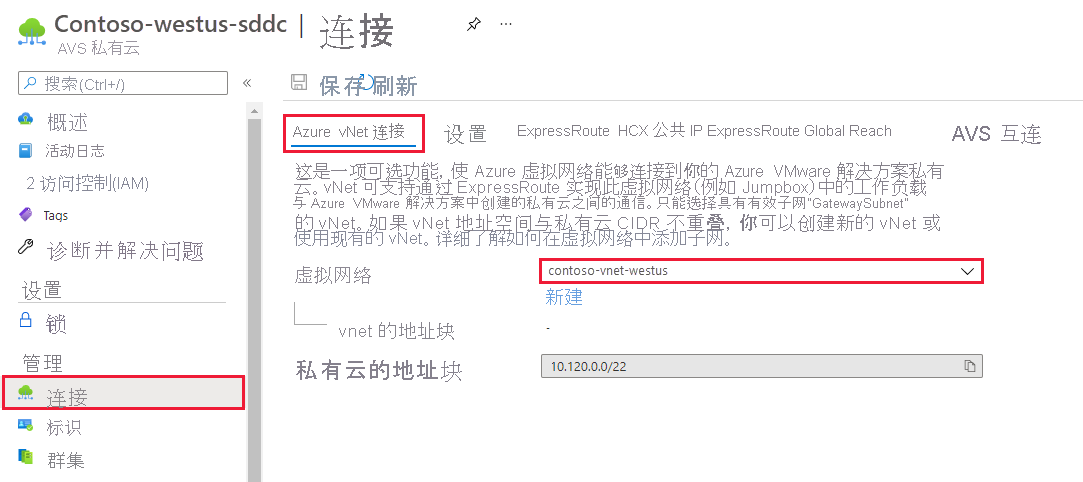 Contoso-westus-sddc | 连接
AVS 私有云
搜索(Ctrl+/)
概述
活动日志
2 访问控制(IAM)
Tags
诊断并解决问题
设置
锁
管理
连接
标识
群集
保存 刷新
Azure vNet 连接 设置 ExpressRoute HCX 公共 IP ExpressRoute Global Reach AVS 互连
这是一项可选功能, 使 Azure 虚拟网络能够连接到你的 Azure VMware 解决方案私有
云。vNet 可支持通过 ExpressRoute 实现此虚拟网络(例如 Jumpbox)中的工作负载
与 Azure VMware 解决方案中创建的私有云之间的通信。只能选择具有有效子网"GatewaySubnet"
的 vNet。如果 vNet 地址空间与私有云 CIDR 不重叠, 你可以创建新的 vNet 或
使用现有的 vNet。详细了解如何在虚拟网络中添加子网。
虚拟网络 contoso-vnet-westus
新建
vnet 的地址块 -
私有云的地址块 10.120.0.0/22